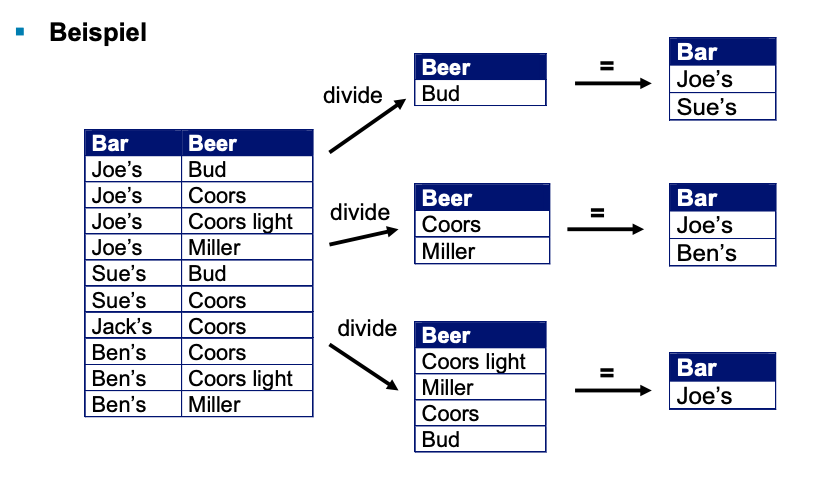 Beispiel
Bar Beer
Joe’s Bud
Joe’s Coors
Joe’s Coors light
Joe’s Miller
Sue’s Bud
Sue’s Coors
Jack’s Coors
Ben’s Coors
Ben’s Coors light
Ben’s Miller
divide
Beer
Bud
=
Bar
Joe’s
Sue’s
divide
Beer
Coors
Miller
=
Bar
Joe’s
Ben’s
divide
Beer
Coors light
Miller
Coors
Bud
=
Bar
Joe’s